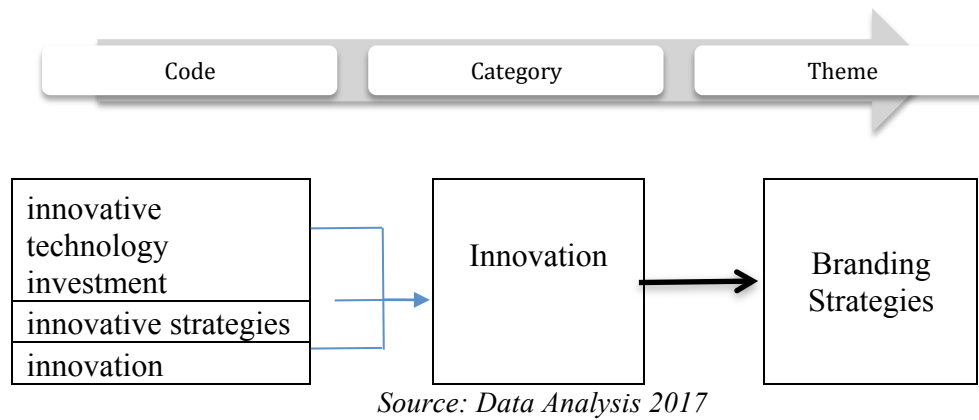 Code
Category
Theme
innovative
technology
investment
innovative strategies
innovation
Innovation
Branding
Strategies
Source: Data Analysis 2017